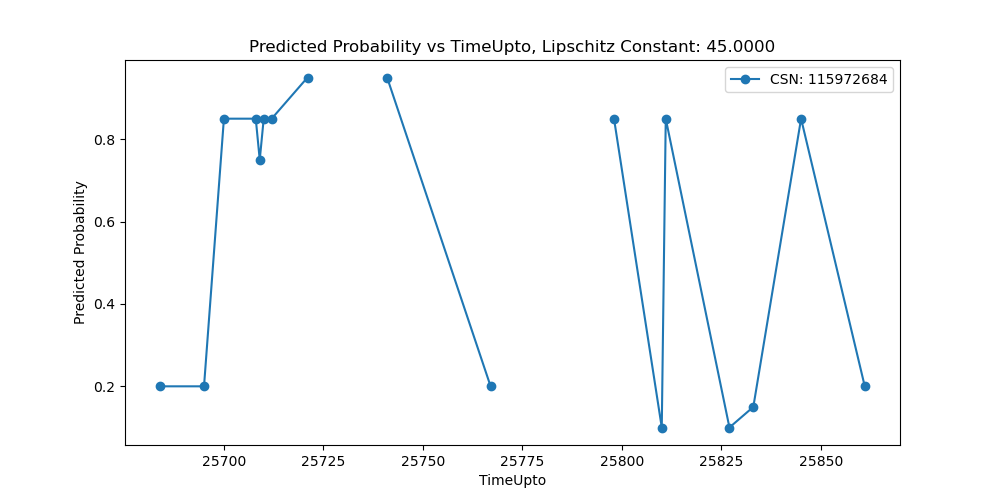 Predicted Probability vs TimeUpto, Lipschitz Constant: 45.0000
CSN: 115972684
Predicted Probability
0.8
0.6
0.4
0.2
25700 25725 25750 25775 25800 25825 25850
TimeUpto